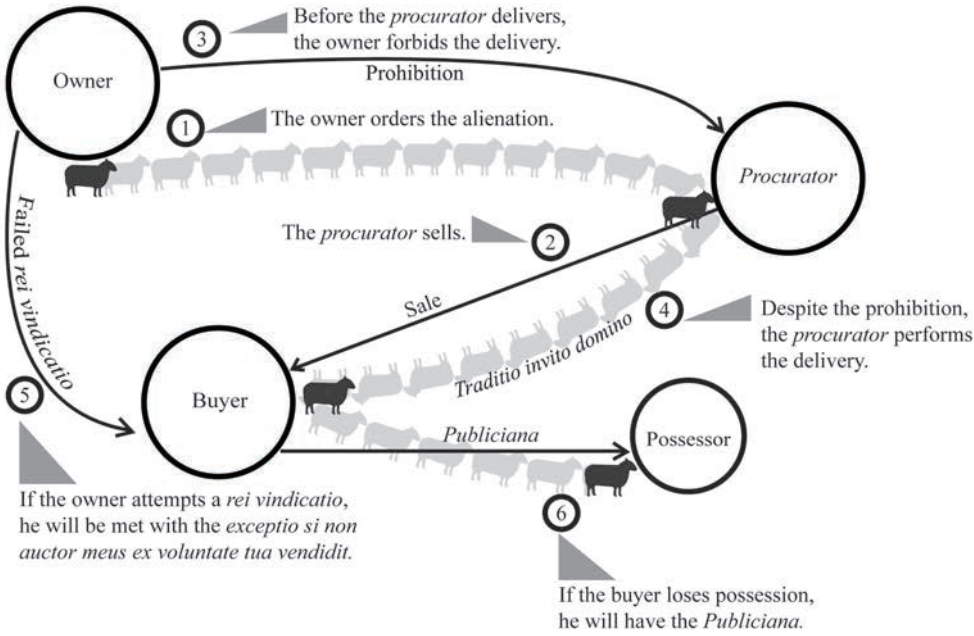 3
Before the procurator delivers,
the owner forbids the delivery.
Prohibition
Owner
1
The owner orders the alienation.
Procurator
The procurator sells.
2
Failed rei vindicatio
Sale
4
Despite the prohibition,
the procurator performs
the delivery.
Traditio invito domino
5
Buyer
Publiciana
Possessor
If the owner attempts a rei vindicatio,
he will be met with the exceptio si non
auctor meus ex voluntate tua vendidit.
6
If the buyer loses possession,
he will have the Publiciana.